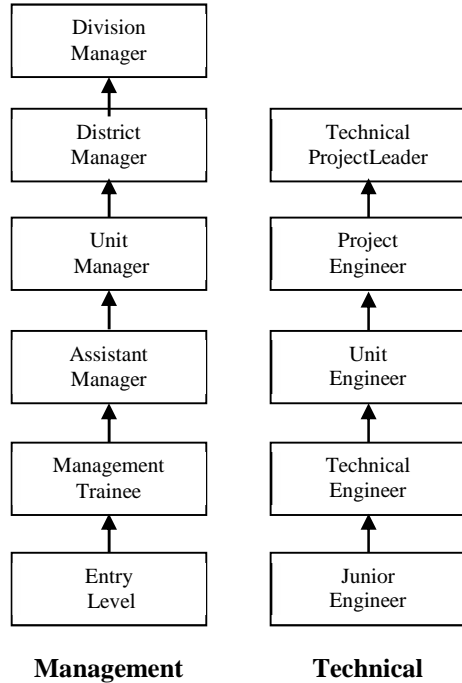 Division
Manager
District
Manager
Unit
Manager
Assistant
Manager
Management
Trainee
Entry
Level
Management
Technical
ProjectLeader
Project
Engineer
Unit
Engineer
Technical
Engineer
Junior
Engineer
Technical